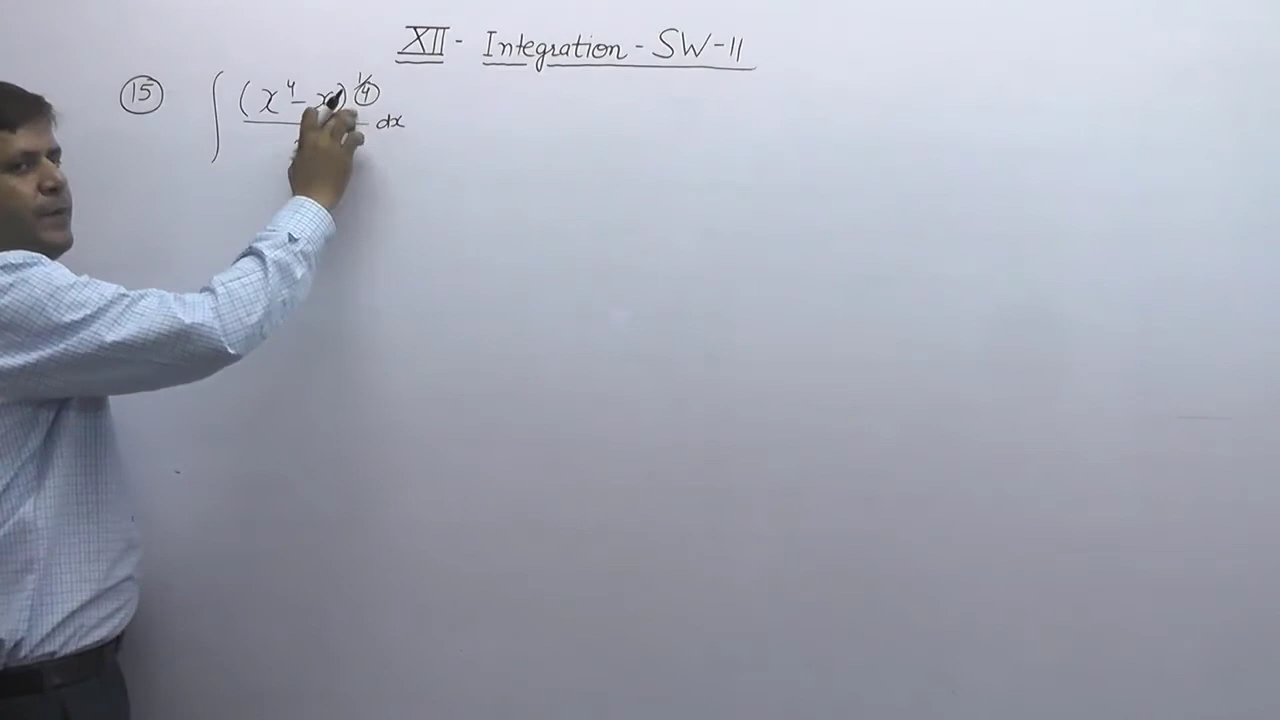 XII - Integration - SW-11
15 ∫ (x⁴ - x)^1/4 dx